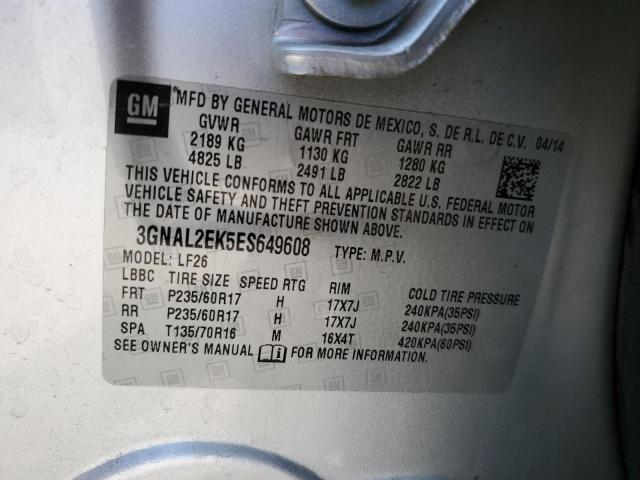 GM
MFD BY GENERAL MOTORS DE MEXICO, S. DE R.L. DE C.V. 04/14
GVWR GAWR FRT GAWR RR
2189 KG 1130 KG 1280 KG
4825 LB 2491 LB 2822 LB
THIS VEHICLE CONFORMS TO ALL APPLICABLE U.S. FEDERAL MOTOR
VEHICLE SAFETY AND THEFT PREVENTION STANDARDS IN EFFECT ON
THE DATE OF MANUFACTURE SHOWN ABOVE.
3GNAL2EK5ES649608 TYPE: M.P.V.
MODEL: LF26
LBBC TIRE SIZE SPEED RTG RIM COLD TIRE PRESSURE
FRT P235/60R17 H 17X7J 240KPA(35PSI)
RR P235/60R17 H 17X7J 240KPA(35PSI)
SPA T135/70R16 M 16X4T 420KPA(60PSI)
SEE OWNER'S MANUAL FOR MORE INFORMATION.